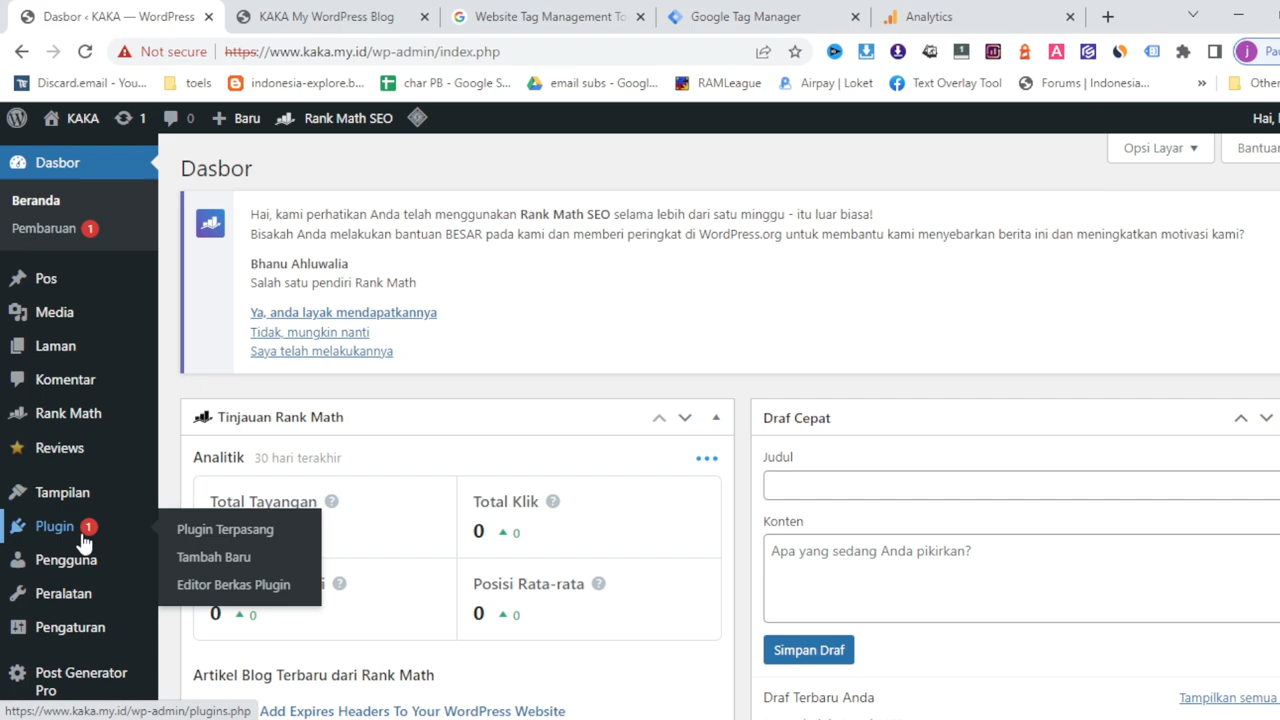 Dasbor ‹ KAKA — WordPress
KAKA My WordPress Blog
Website Tag Management To
Google Tag Manager
Analytics
Not secure
https://www.kaka.my.id/wp-admin/index.php
j
Pau
Discard.email - You...
toels
indonesia-explore.b...
char PB - Google S...
email subs - Googl...
RAMLeague
Airpay | Loket
Text Overlay Tool
Forums | Indonesia...
»
Other
KAKA
1
0
Baru
Rank Math SEO
Hai,
Dasbor
Beranda
Pembaruan 1
Pos
Media
Laman
Komentar
Rank Math
Reviews
Tampilan
Plugin 1
Pengguna
Peralatan
Pengaturan
Post Generator
Pro
Plugin Terpasang
Tambah Baru
Editor Berkas Plugin
https://www.kaka.my.id/wp-admin/plugins.php
Dasbor
Opsi Layar
Bantuan
Hai, kami perhatikan Anda telah menggunakan Rank Math SEO selama lebih dari satu minggu - itu luar biasa!
Bisakah Anda melakukan bantuan BESAR pada kami dan memberi peringkat di WordPress.org untuk membantu kami menyebarkan berita ini dan meningkatkan motivasi kami?
Bhanu Ahluwalia
Salah satu pendiri Rank Math
Ya, anda layak mendapatkannya
Tidak, mungkin nanti
Saya telah melakukannya
Tinjauan Rank Math
Analitik 30 hari terakhir
Total Tayangan
Total Klik
0 0
Posisi Rata-rata
0 0
0 0
Artikel Blog Terbaru dari Rank Math
Add Expires Headers To Your WordPress Website
Draf Cepat
Judul
Konten
Apa yang sedang Anda pikirkan?
Simpan Draf
Draf Terbaru Anda
Tampilkan semua